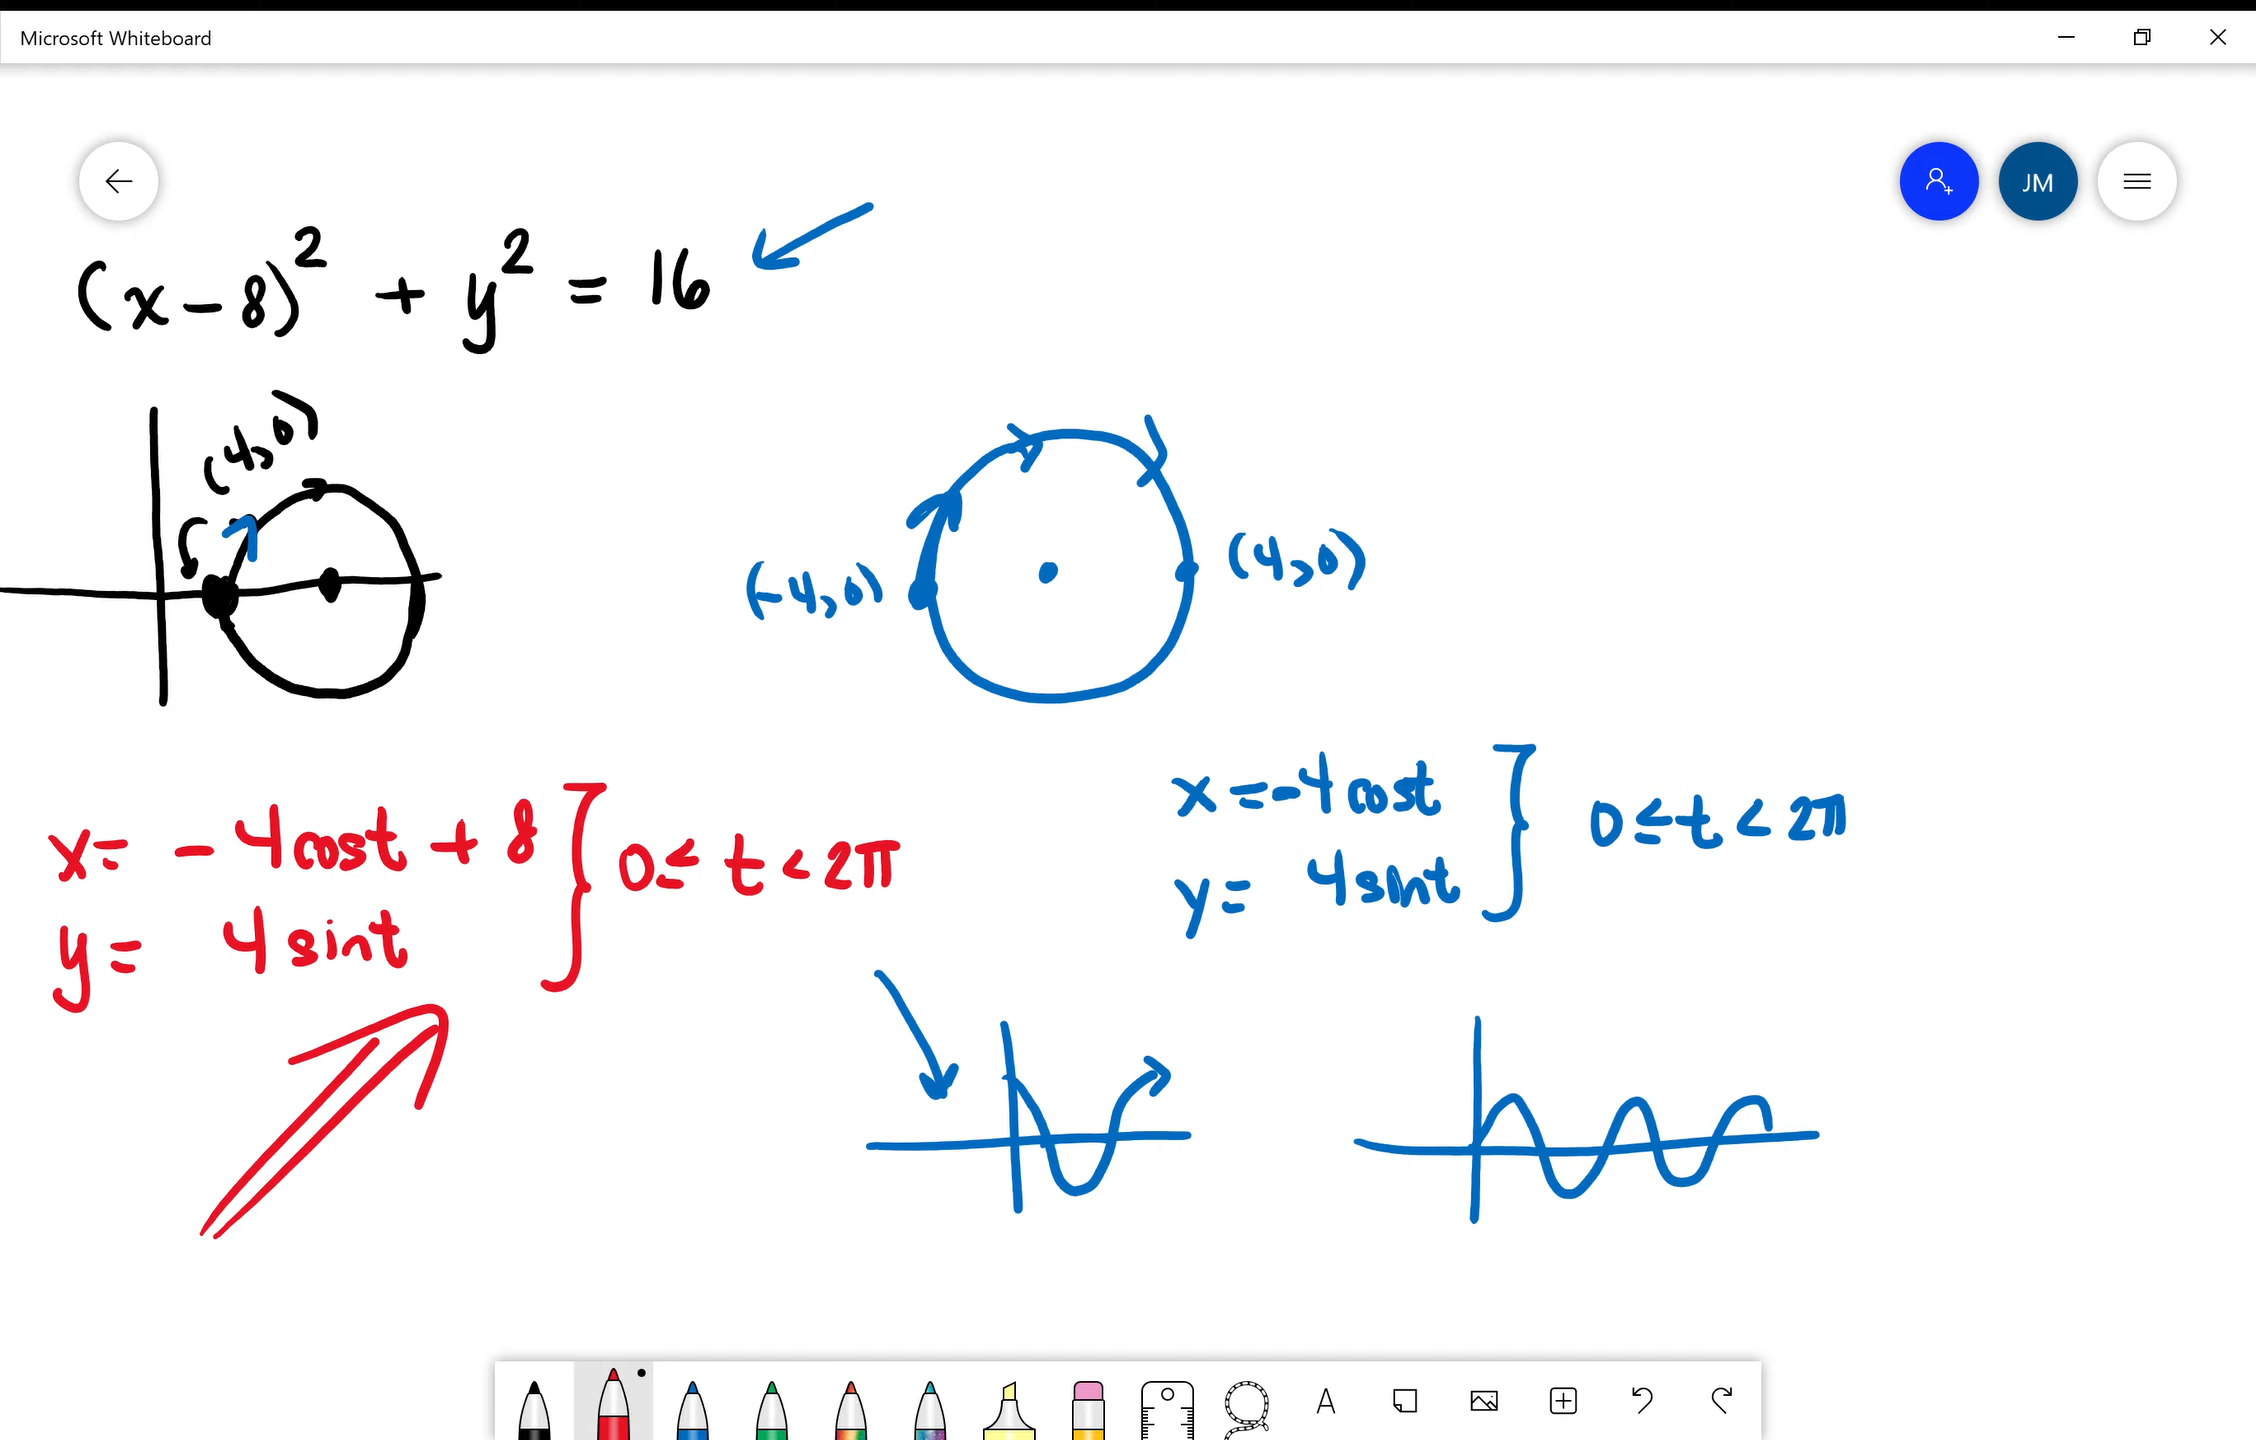 Microsoft Whiteboard
JM
(x-8)² + y² = 16
(4,0)
(-4,0)
(4,0)
x = -4cost + 8 } 0 ≤ t < 2π
y = 4sint
x = -4cost } 0 ≤ t < 2π
y = 4sint
A